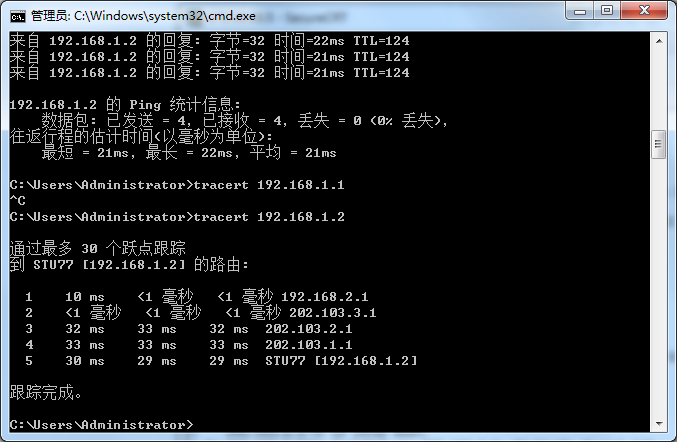 管理员: C:\Windows\system32\cmd.exe
来自 192.168.1.2 的回复: 字节=32 时间=22ms TTL=124
来自 192.168.1.2 的回复: 字节=32 时间=21ms TTL=124
来自 192.168.1.2 的回复: 字节=32 时间=21ms TTL=124
192.168.1.2 的 Ping 统计信息:
数据包: 已发送 = 4, 已接收 = 4, 丢失 = 0 (0% 丢失),
往返行程的估计时间(以毫秒为单位):
最短 = 21ms, 最长 = 22ms, 平均 = 21ms
C:\Users\Administrator>tracert 192.168.1.1
^C
C:\Users\Administrator>tracert 192.168.1.2
通过最多 30 个跃点跟踪
到 STU77 [192.168.1.2] 的路由:
1 10 ms <1 毫秒 <1 毫秒 192.168.2.1
2 <1 毫秒 <1 毫秒 <1 毫秒 202.103.3.1
3 32 ms 33 ms 32 ms 202.103.2.1
4 33 ms 33 ms 33 ms 202.103.1.1
5 30 ms 29 ms 29 ms STU77 [192.168.1.2]
跟踪完成。
C:\Users\Administrator>